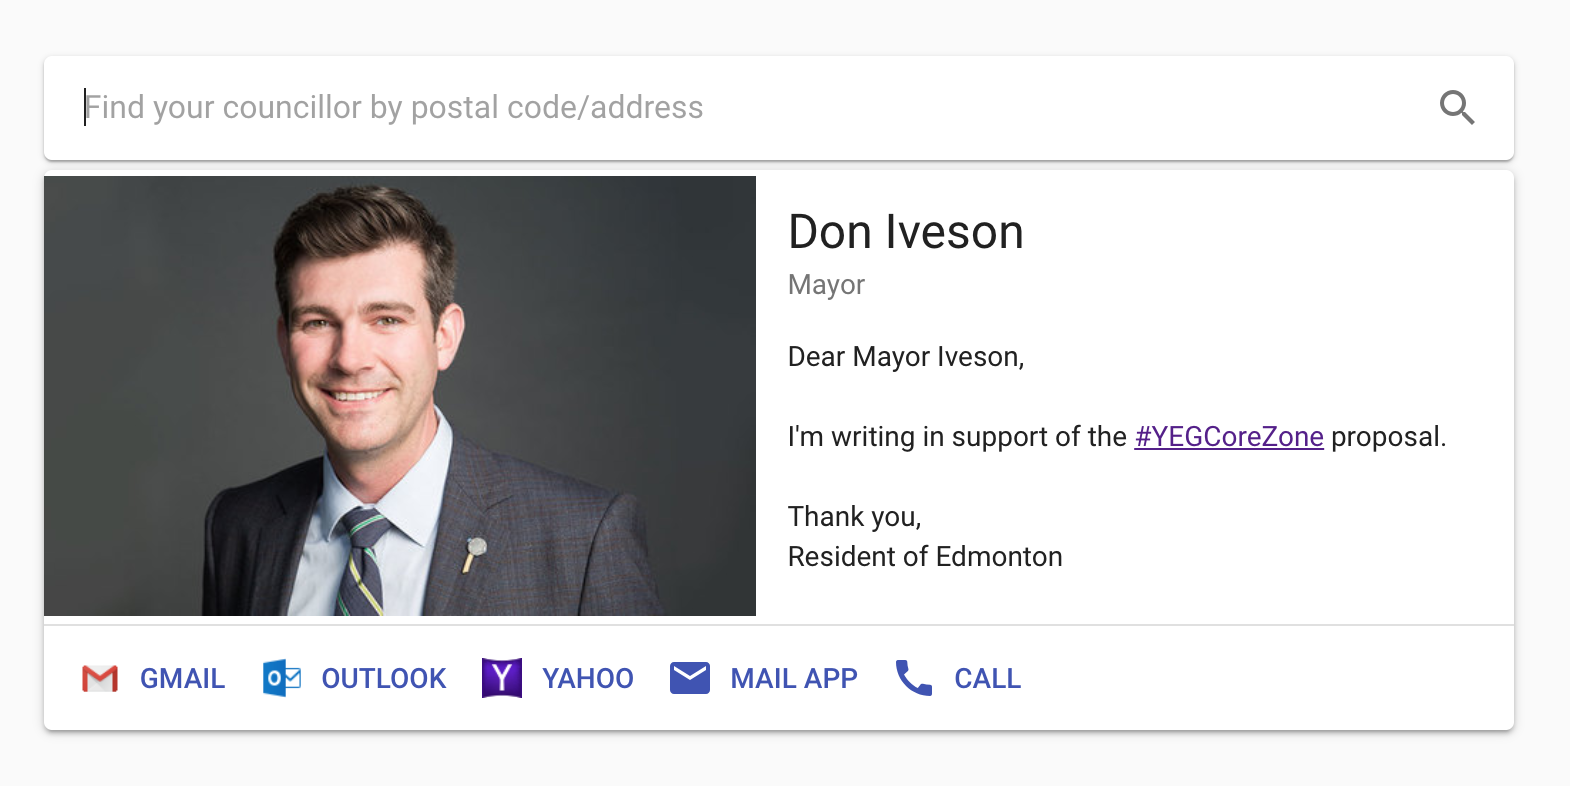 Find your councillor by postal code/address
Don Iveson
Mayor
Dear Mayor Iveson,
I'm writing in support of the #YEGCoreZone proposal.
Thank you,
Resident of Edmonton
GMAIL OUTLOOK YAHOO MAIL APP CALL